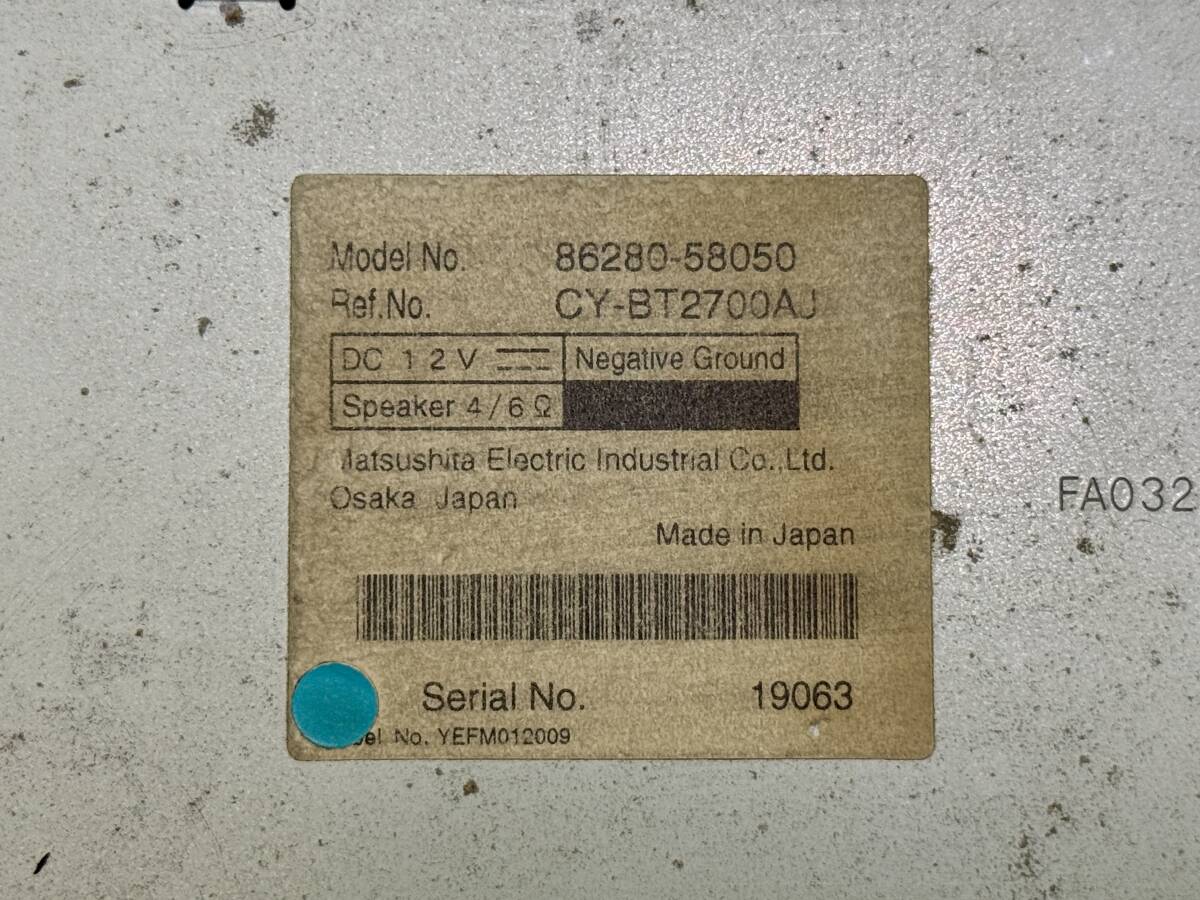 Model No. 86280-58050
Ref.No. CY-BT2700AJ
DC 12V Negative Ground
Speaker 4/6Ω
Matsushita Electric Industrial Co.,Ltd.
Osaka Japan
Made in Japan
FA032
Serial No. 19063
No. YEFM012009